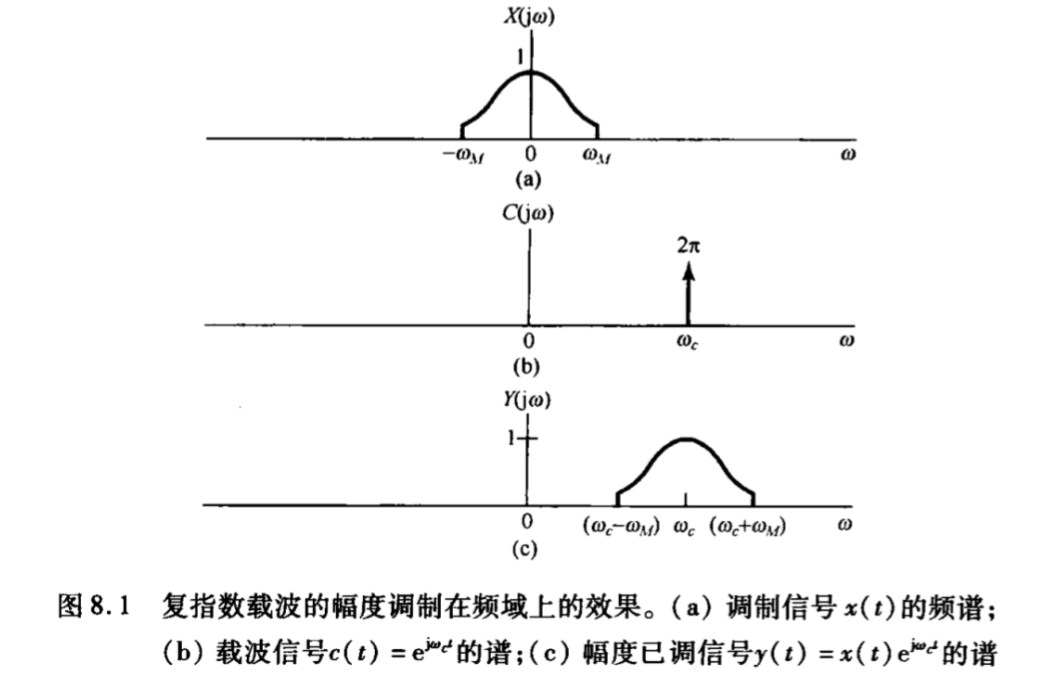 X(jω)
1
−ω_M 0 ω_M ω
(a)
C(jω)
2π
0 ω_c ω
(b)
Y(jω)
1
0 (ω_c−ω_M) ω_c (ω_c+ω_M) ω
(c)
图8.1 复指数载波的幅度调制在频域上的效果。(a) 调制信号 x(t)的频谱；
(b) 载波信号c(t) = e^{jω_c t}的谱；(c) 幅度已调信号y(t) = x(t)e^{jω_c t}的谱